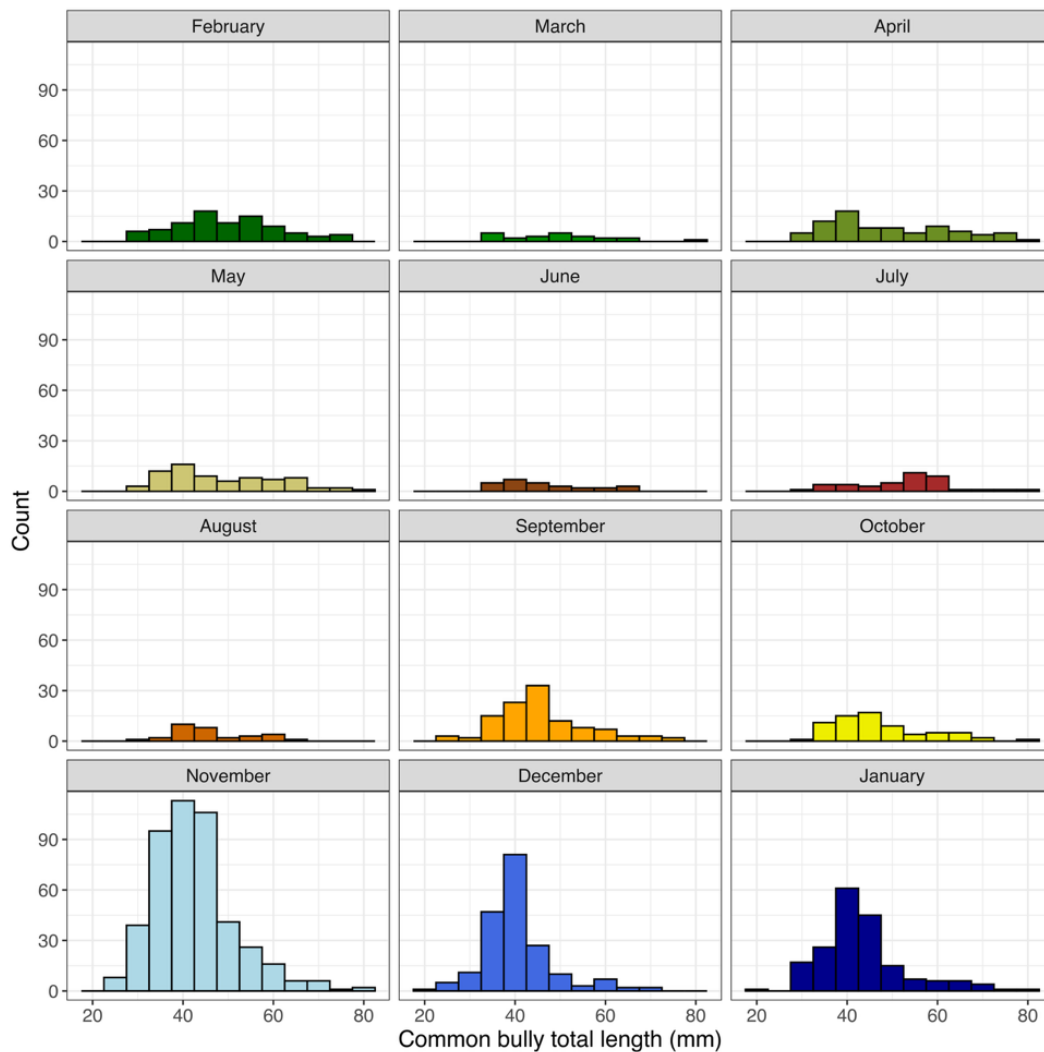 February March April
90
60
30
0
May June July
90
60
30
0
Count
August September October
90
60
30
0
November December January
90
60
30
0
20 40 60 80 20 40 60 80 20 40 60 80
Common bully total length (mm)